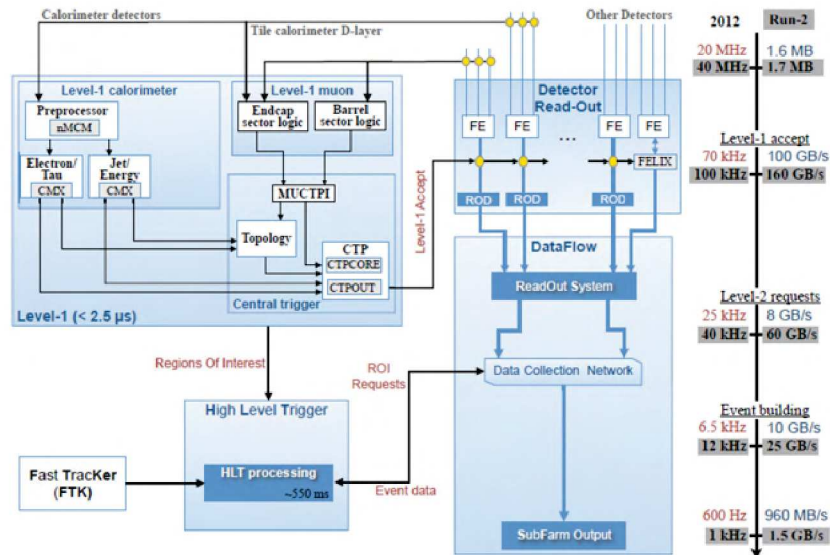 Calorimeter detectors
Tile calorimeter D-layer
Other Detectors
2012
Run-2
20 MHz
1.6 MB
40 MHz
1.7 MB
Level-1 calorimeter
Preprocessor
nMCM
Electron/
Tau
CMX
Jet/
Energy
CMX
Level-1 muon
Endcap
sector logic
Barrel
sector logic
MUCTPI
Topology
CTP
CTPCORE
CTPOUT
Central trigger
Level-1 (< 2.5 µs)
Level-1 Accept
Detector
Read-Out
FE
FE
...
FE
FE
FELIX
ROD
ROD
ROD
Level-1 accept
70 kHz
100 GB/s
100 kHz
160 GB/s
DataFlow
ReadOut System
Data Collection Network
SubFarm Output
Level-2 requests
25 kHz
8 GB/s
40 kHz
60 GB/s
Regions Of Interest
ROI
Requests
High Level Trigger
HLT processing
~550 ms
Event data
Fast TracKer
(FTK)
Event building
6.5 kHz
10 GB/s
12 kHz
25 GB/s
600 Hz
960 MB/s
1 kHz
1.5 GB/s